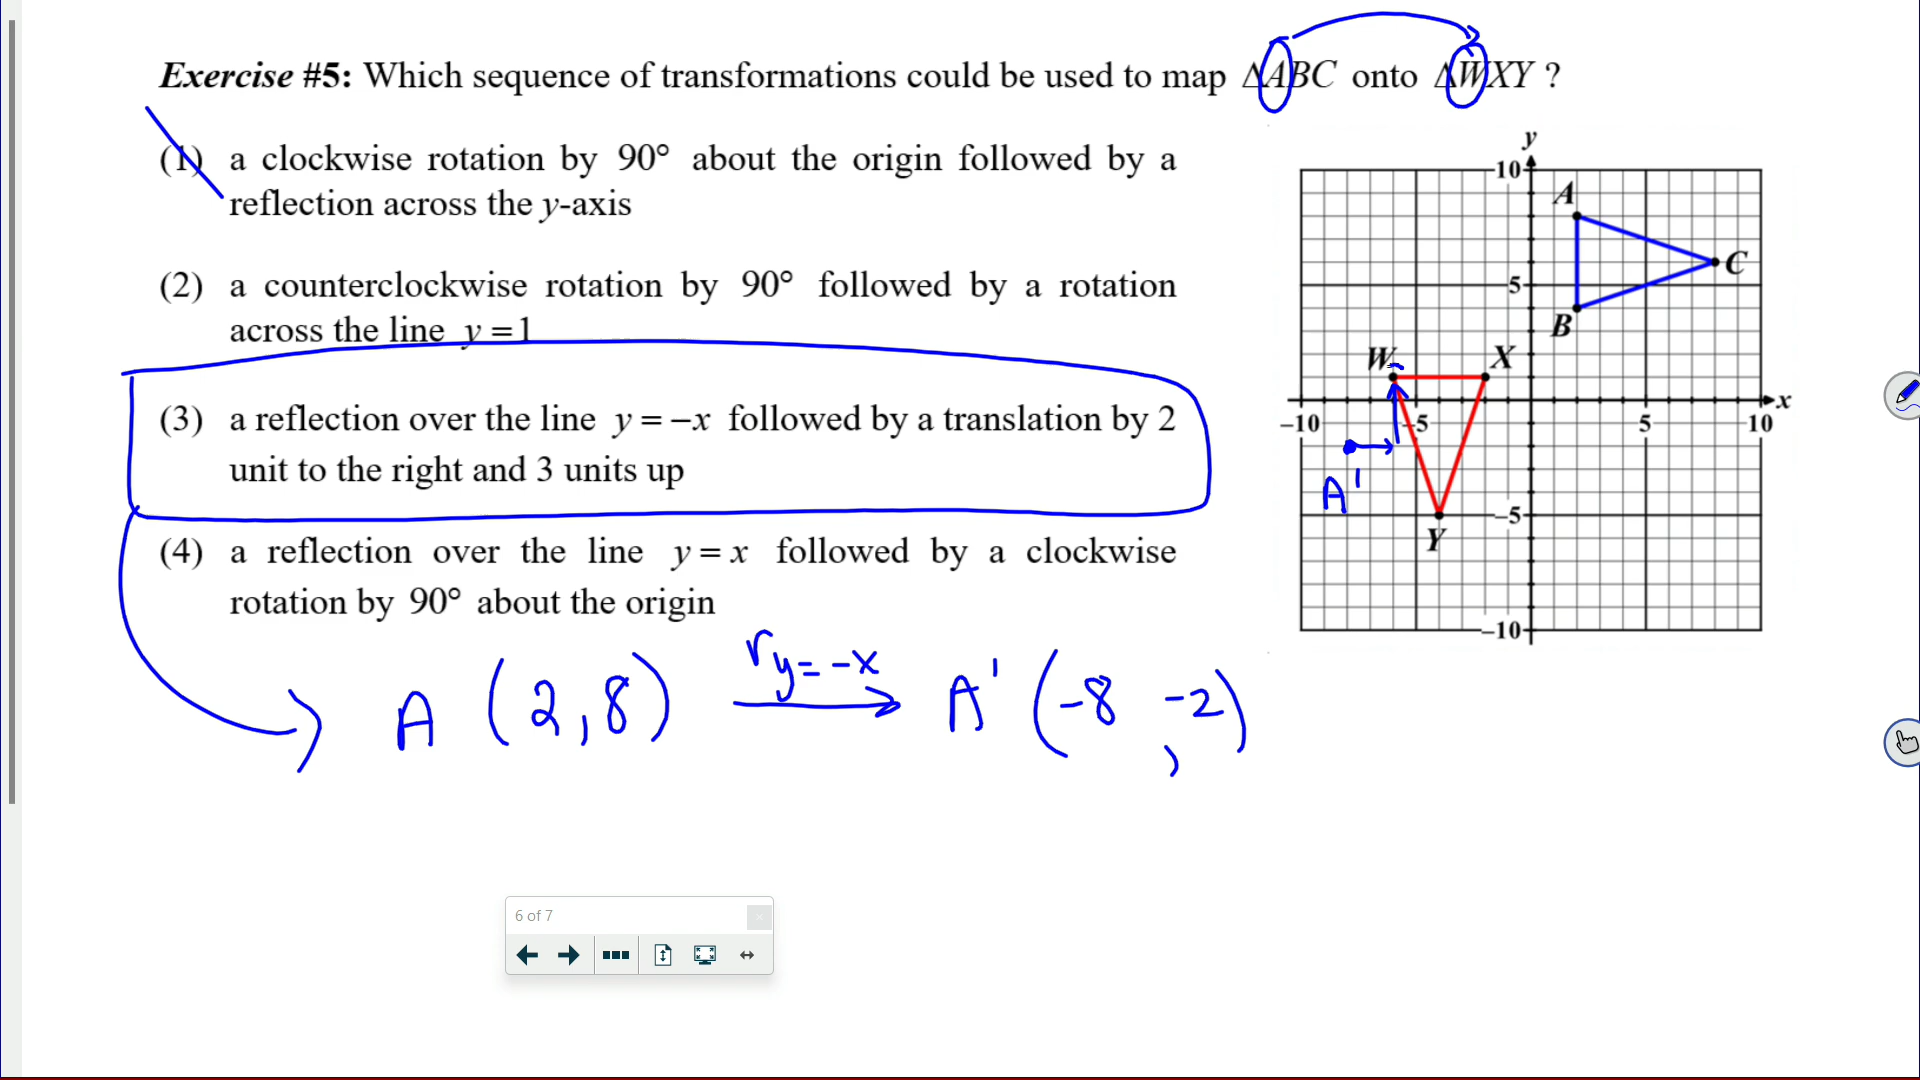 Exercise #5: Which sequence of transformations could be used to map ΔABC onto ΔWXY ?
(1) a clockwise rotation by 90° about the origin followed by a
reflection across the y-axis
(2) a counterclockwise rotation by 90° followed by a rotation
across the line y = 1
(3) a reflection over the line y = −x followed by a translation by 2
unit to the right and 3 units up
(4) a reflection over the line y = x followed by a clockwise
rotation by 90° about the origin
y
10
A
C
5
B
W
X
x
−10
−5
5
10
A'
−5
Y
−10
A (2,8) r y=-x A' (-8, -2)
6 of 7